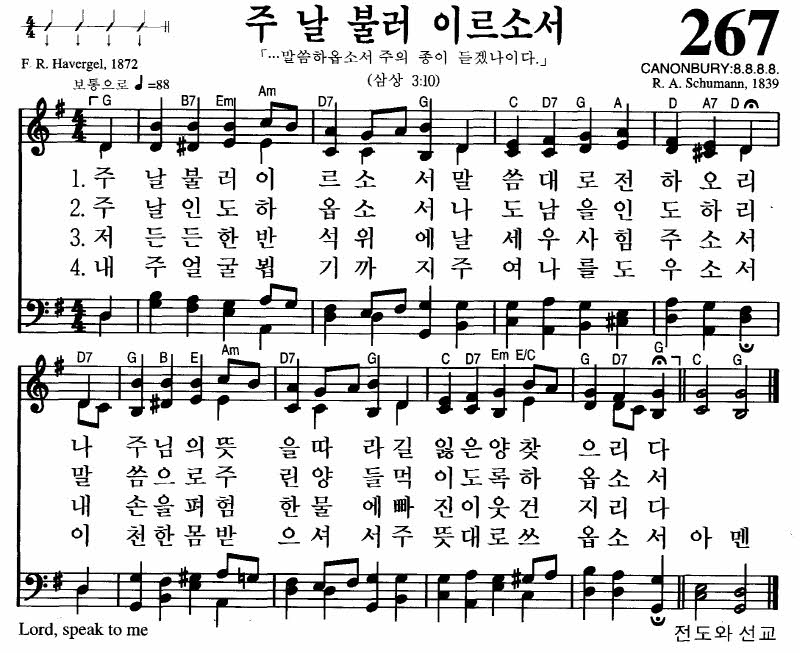 주 날 불러 이르소서
267
「…말씀하옵소서 주의 종이 듣겠나이다.」
(삼상 3:10)
F. R. Havergel, 1872
CANONBURY:8.8.8.8.
R. A. Schumann, 1839
보통으로 ♩=88
G B7 Em Am D7 G C D7 G A D A7 D
1. 주 날 불 러 이 르 소 서 말 씀 대 로 전 하 오 리
2. 주 날 인 도 하 옵 소 서 나 도 남 을 인 도 하 리
3. 저 든 든 한 반 석 위 에 날 세 우 사 힘 주 소 서
4. 내 주 얼 굴 뵙 기 까 지 주 여 나 를 도 우 소 서
D7 G B E Am D7 G C D7 Em E/C G D7 G C G
나 주 님 의 뜻 을 따 라 길 잃 은 양 찾 으 리 다
말 씀 으 로 주 린 양 들 먹 이 도 록 하 옵 소 서
내 손 을 펴 험 한 물 에 빠 진 이 웃 건 지 리 다
이 천 한 몸 받 으 셔 서 주 뜻 대 로 쓰 옵 소 서 아 멘
Lord, speak to me
전도와 선교